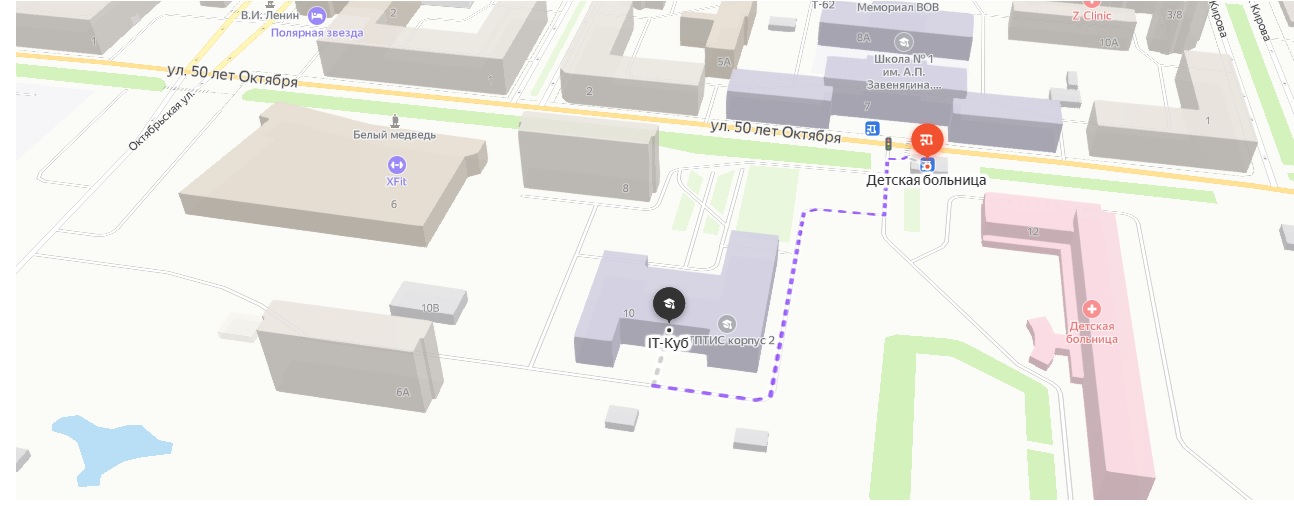 Т-62
Мемориал ВОВ
Z Clinic
3/8
Кирова
Кирова
В.И. Ленин
2
Полярная звезда
1
8А
10А
Школа № 1
им. А.П.
Завенягина....
5А
ул. 50 лет Октября
1
2
7
1
Октябрьская ул.
Белый медведь
ул. 50 лет Октября
XFit
6
8
Детская больница
12
10В
10
IT-Куб
ТПТИС корпус 2
Детская
больница
6А